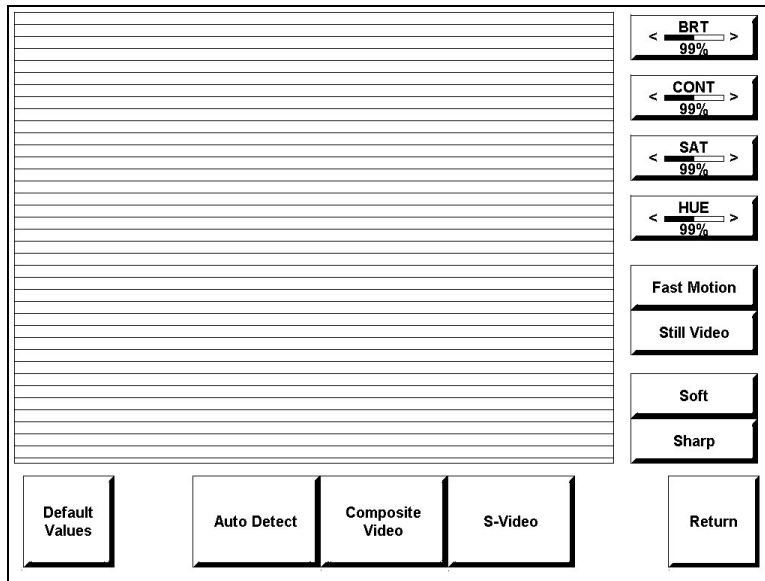 BRT
< >
99%
CONT
< >
99%
SAT
< >
99%
HUE
< >
99%
Fast Motion
Still Video
Soft
Sharp
Default
Values
Auto Detect
Composite
Video
S-Video
Return